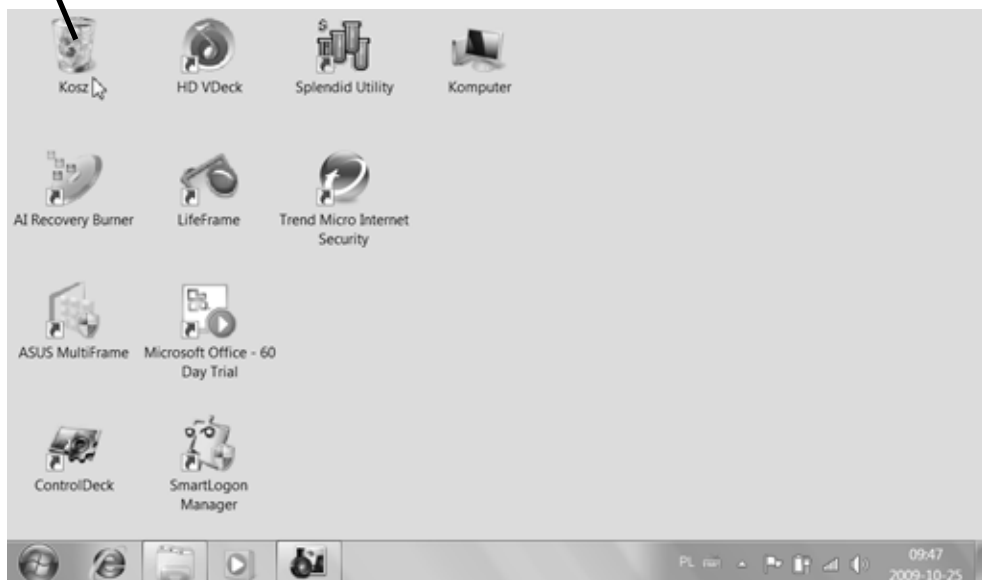 Kosz
HD VDeck
Splendid Utility
Komputer
AI Recovery Burner
LifeFrame
Trend Micro Internet
Security
ASUS MultiFrame
Microsoft Office - 60
Day Trial
ControlDeck
SmartLogon
Manager
PL
09:47
2009-10-25